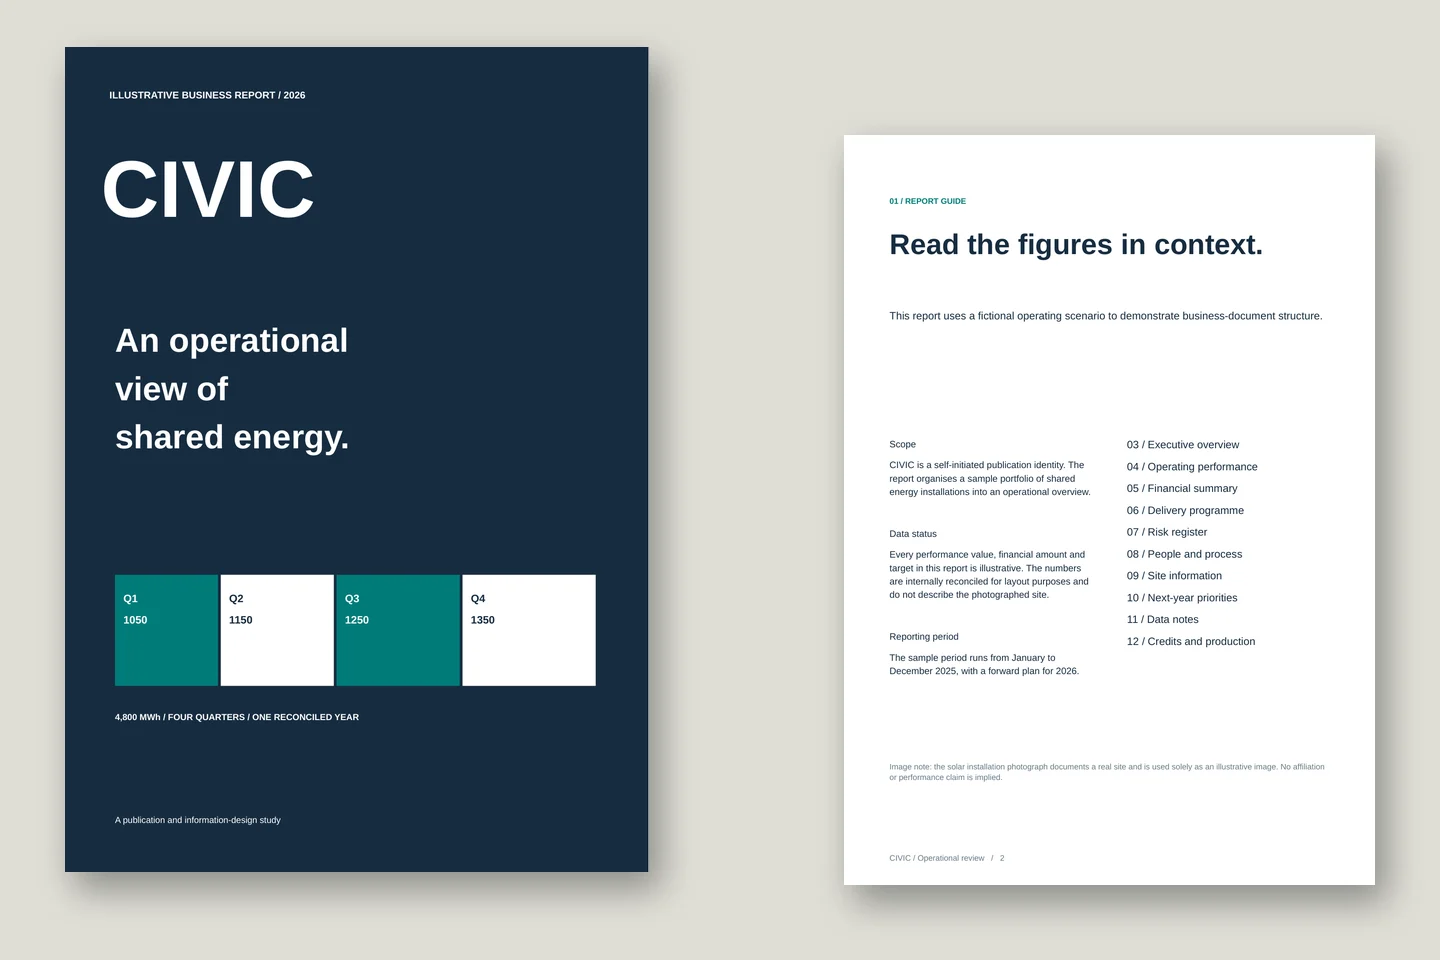 ILLUSTRATIVE BUSINESS REPORT / 2026
CIVIC
An operational
view of
shared energy.
Q1
1050
Q2
1150
Q3
1250
Q4
1350
4,800 MWh / FOUR QUARTERS / ONE RECONCILED YEAR
A publication and information-design study
01 / REPORT GUIDE
Read the figures in context.
This report uses a fictional operating scenario to demonstrate business-document structure.
Scope
CIVIC is a self-initiated publication identity. The
report organises a sample portfolio of shared
energy installations into an operational overview.
Data status
Every performance value, financial amount and
target in this report is illustrative. The numbers
are internally reconciled for layout purposes and
do not describe the photographed site.
Reporting period
The sample period runs from January to
December 2025, with a forward plan for 2026.
03 / Executive overview
04 / Operating performance
05 / Financial summary
06 / Delivery programme
07 / Risk register
08 / People and process
09 / Site information
10 / Next-year priorities
11 / Data notes
12 / Credits and production
Image note: the solar installation photograph documents a real site and is used solely as an illustrative image. No affiliation
or performance claim is implied.
CIVIC / Operational review / 2